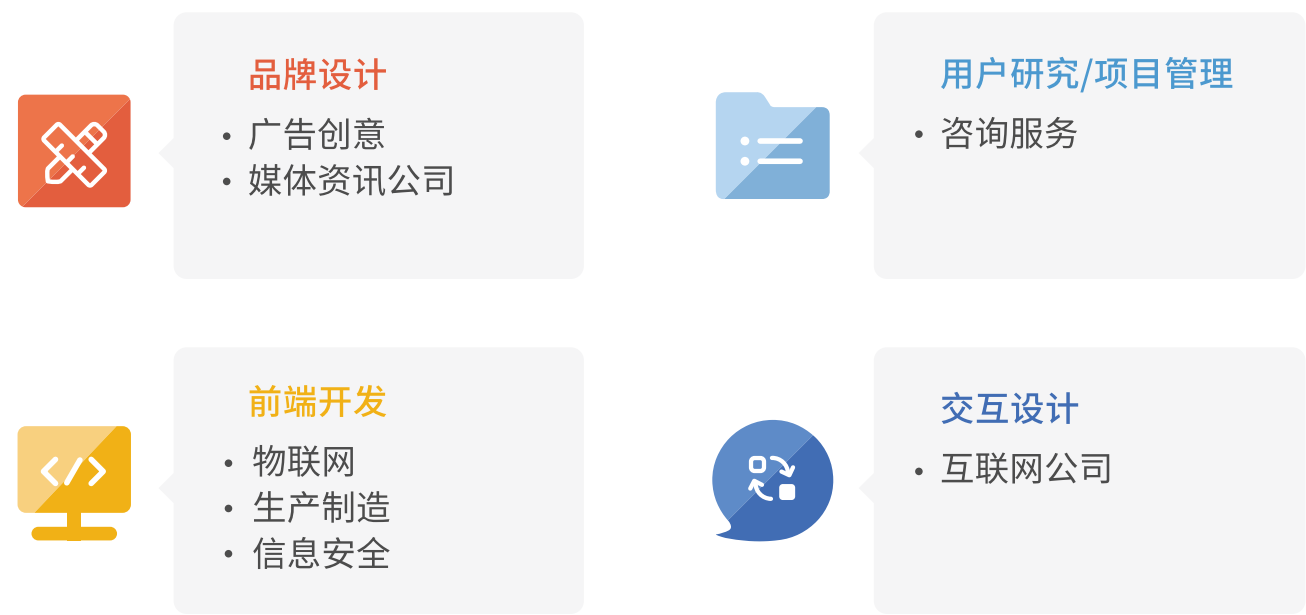 品牌设计
• 广告创意
• 媒体资讯公司
用户研究/项目管理
• 咨询服务
前端开发
• 物联网
• 生产制造
• 信息安全
交互设计
• 互联网公司